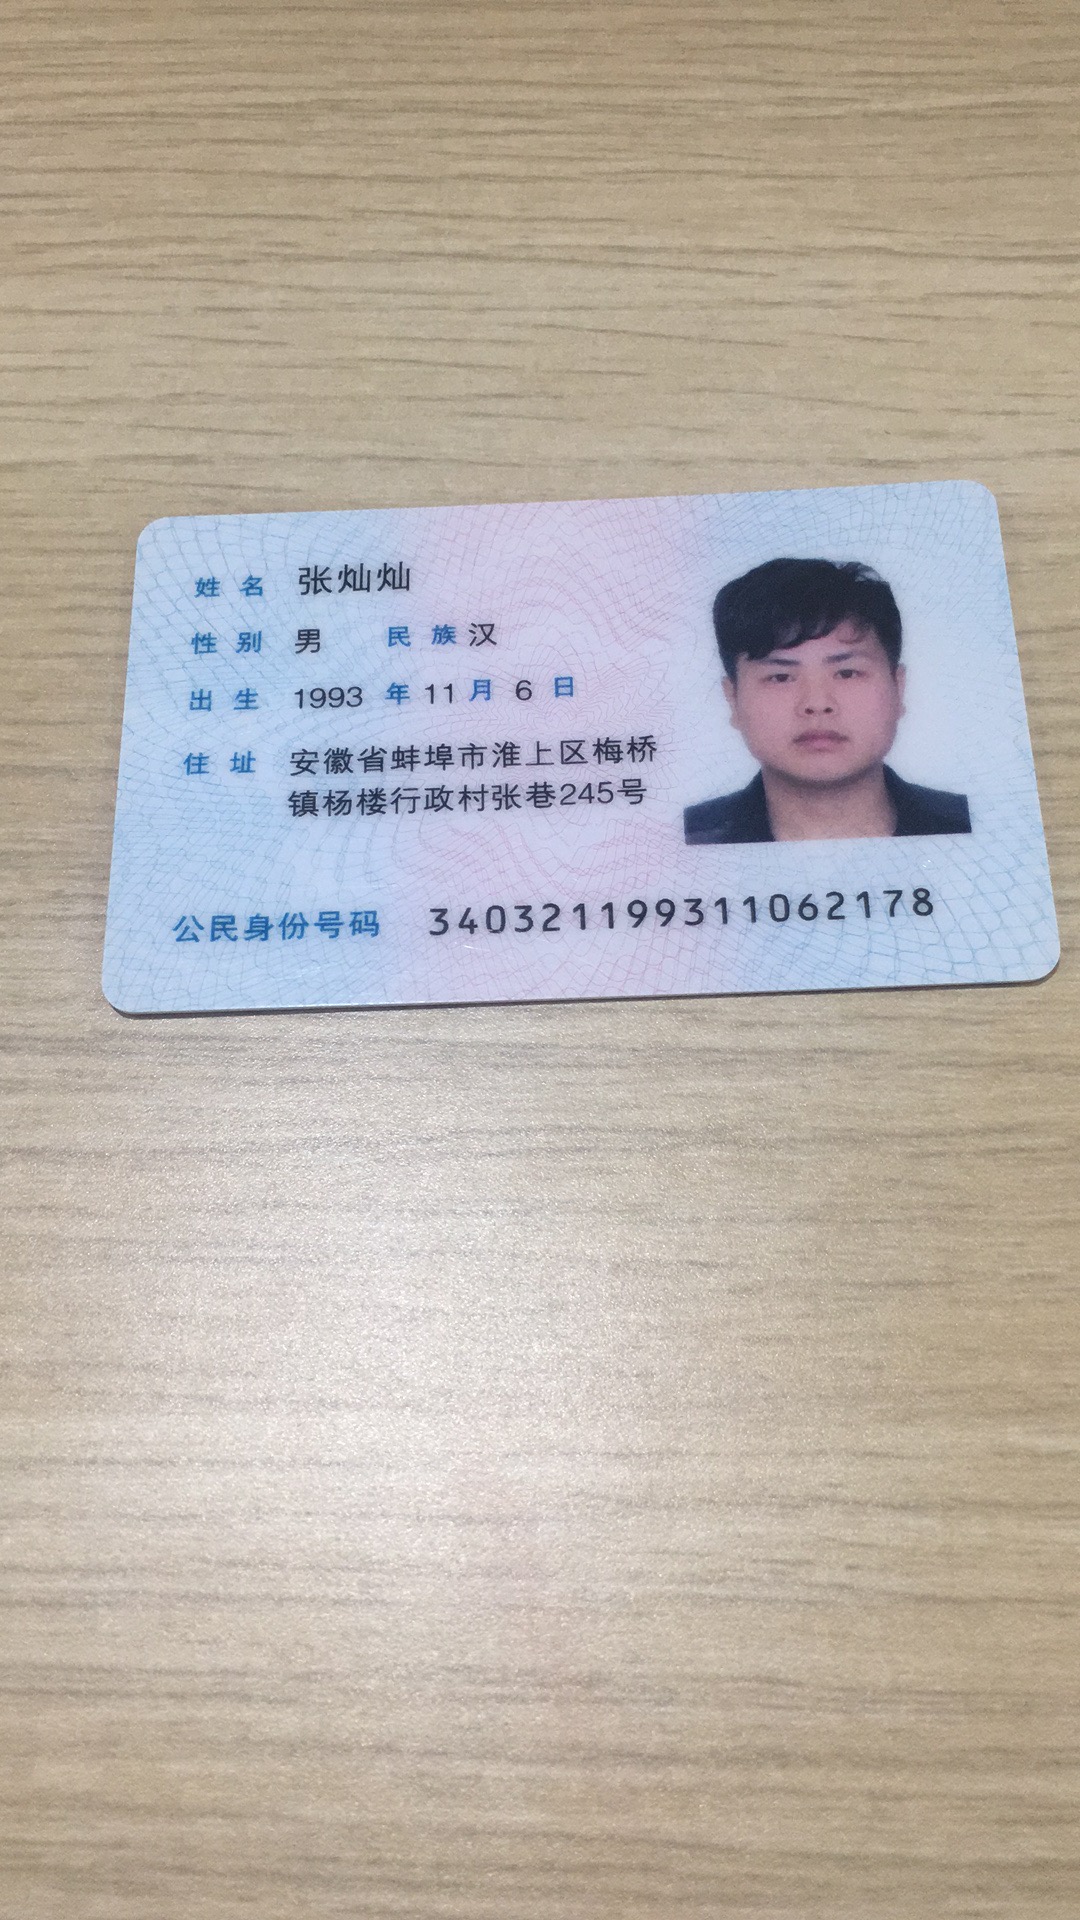 姓名 张灿灿
性别 男 民族 汉
出生 1993 年 11 月 6 日
住址 安徽省蚌埠市淮上区梅桥
镇杨楼行政村张巷245号
公民身份号码 340321199311062178